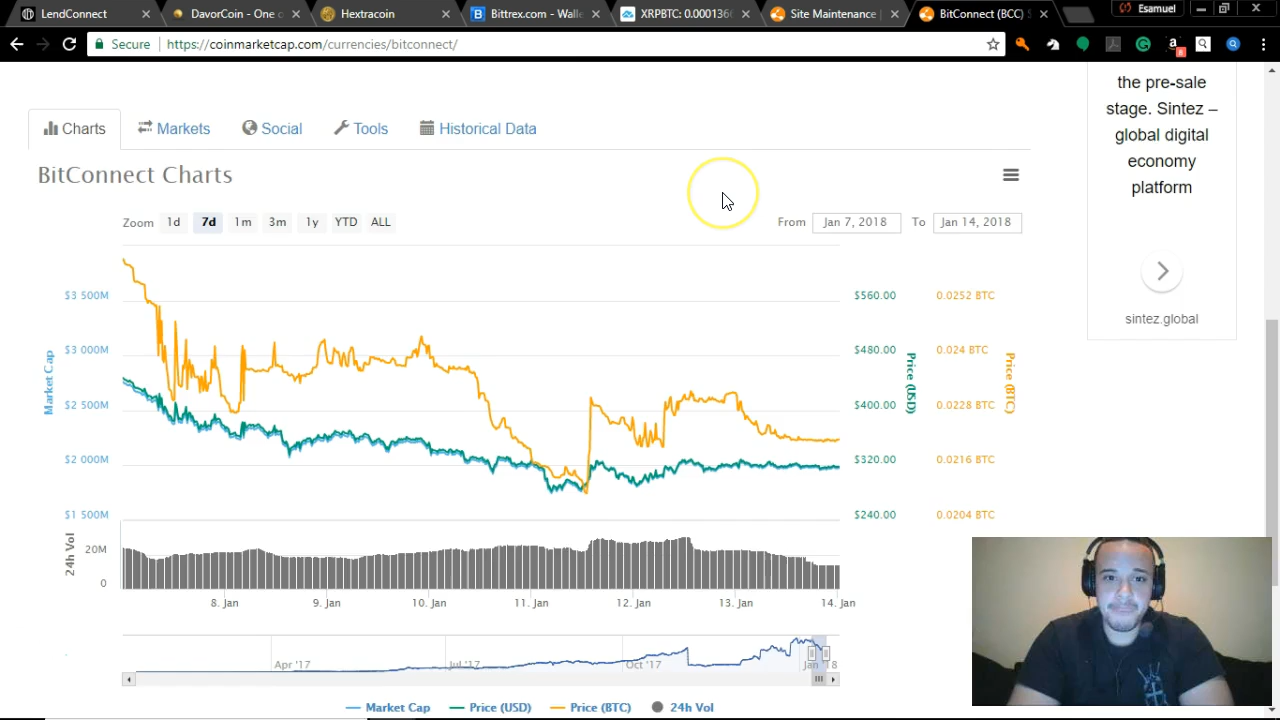 LendConnect
DavorCoin - One o
Hextracoin
Bittrex.com - Walle
XRPBTC: 0.0001366
Site Maintenance |
BitConnect (BCC) $
Esamuel
Secure
https://coinmarketcap.com/currencies/bitconnect/
a
8
the pre-sale
stage. Sintez –
global digital
economy
platform
sintez.global
Charts
Markets
Social
Tools
Historical Data
BitConnect Charts
Zoom 1d 7d 1m 3m 1y YTD ALL
From Jan 7, 2018 To Jan 14, 2018
$3 500M $560.00 0.0252 BTC
$3 000M $480.00 0.024 BTC
Market Cap
Price (USD)
Price (BTC)
$2 500M $400.00 0.0228 BTC
$2 000M $320.00 0.0216 BTC
$1 500M $240.00 0.0204 BTC
24h Vol
20M
0
8. Jan 9. Jan 10. Jan 11. Jan 12. Jan 13. Jan 14. Jan
Apr '17 Jul '17 Oct '17 Jan '18
Market Cap Price (USD) Price (BTC) 24h Vol